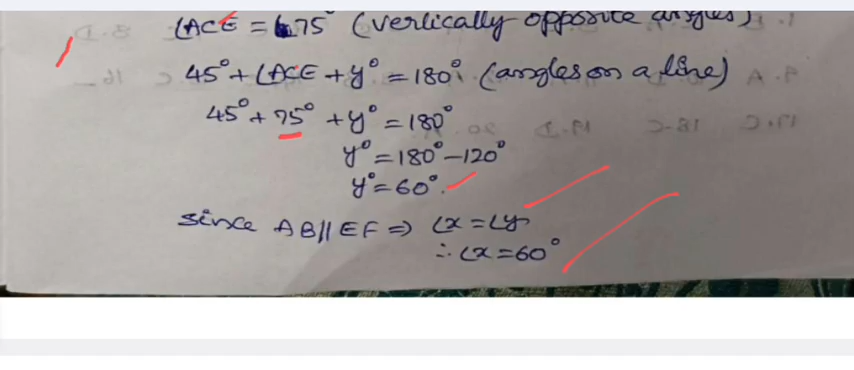 ∠ACE = 75° (vertically opposite angles)
45° + ∠ACE + y° = 180° (angles on a line)
45° + 75° + y° = 180°
y° = 180° - 120°
y° = 60°.
since AB || EF ⇒ ∠x = ∠y
∴ ∠x = 60°